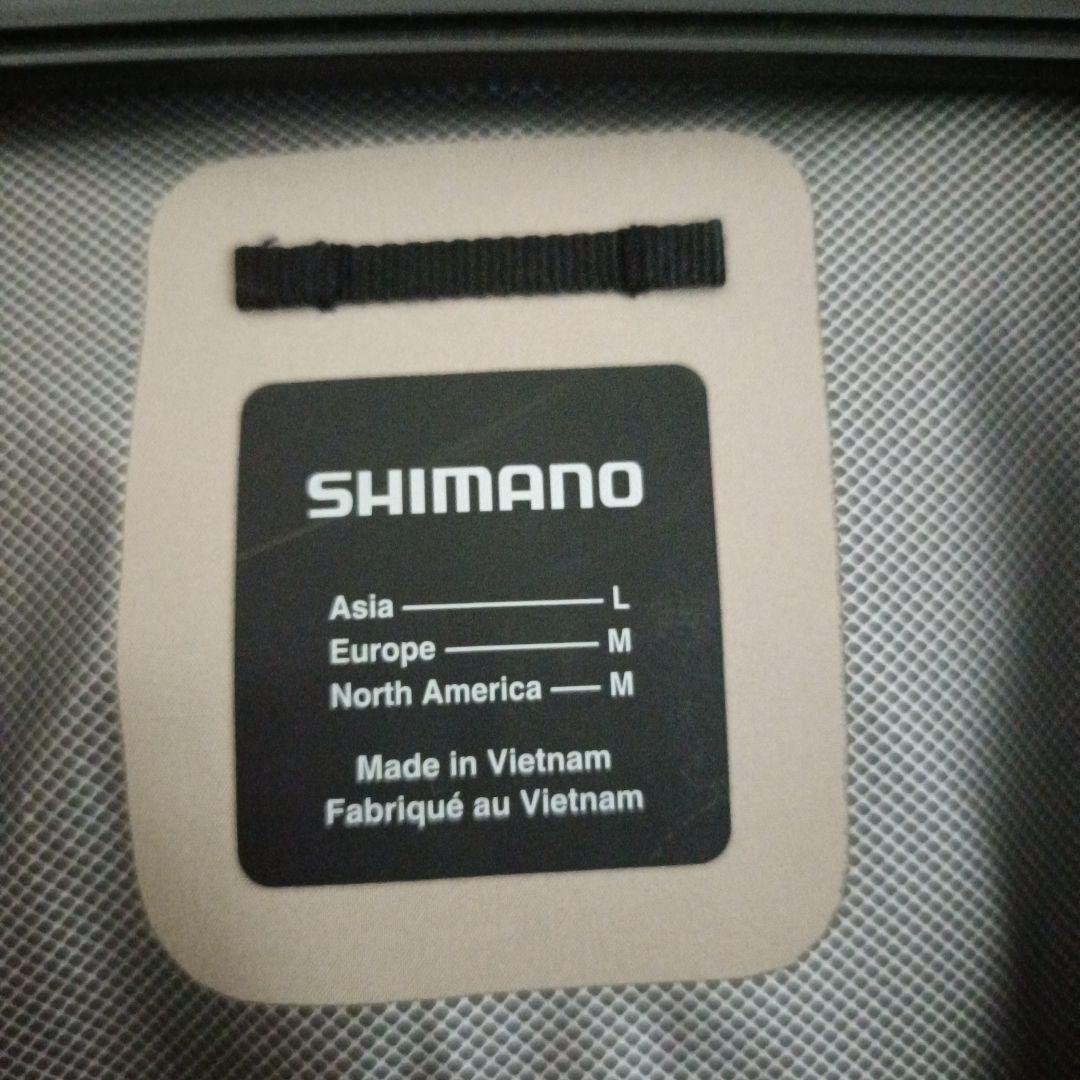 SHIMANO
Asia — L
Europe — M
North America — M
Made in Vietnam
Fabriqué au Vietnam